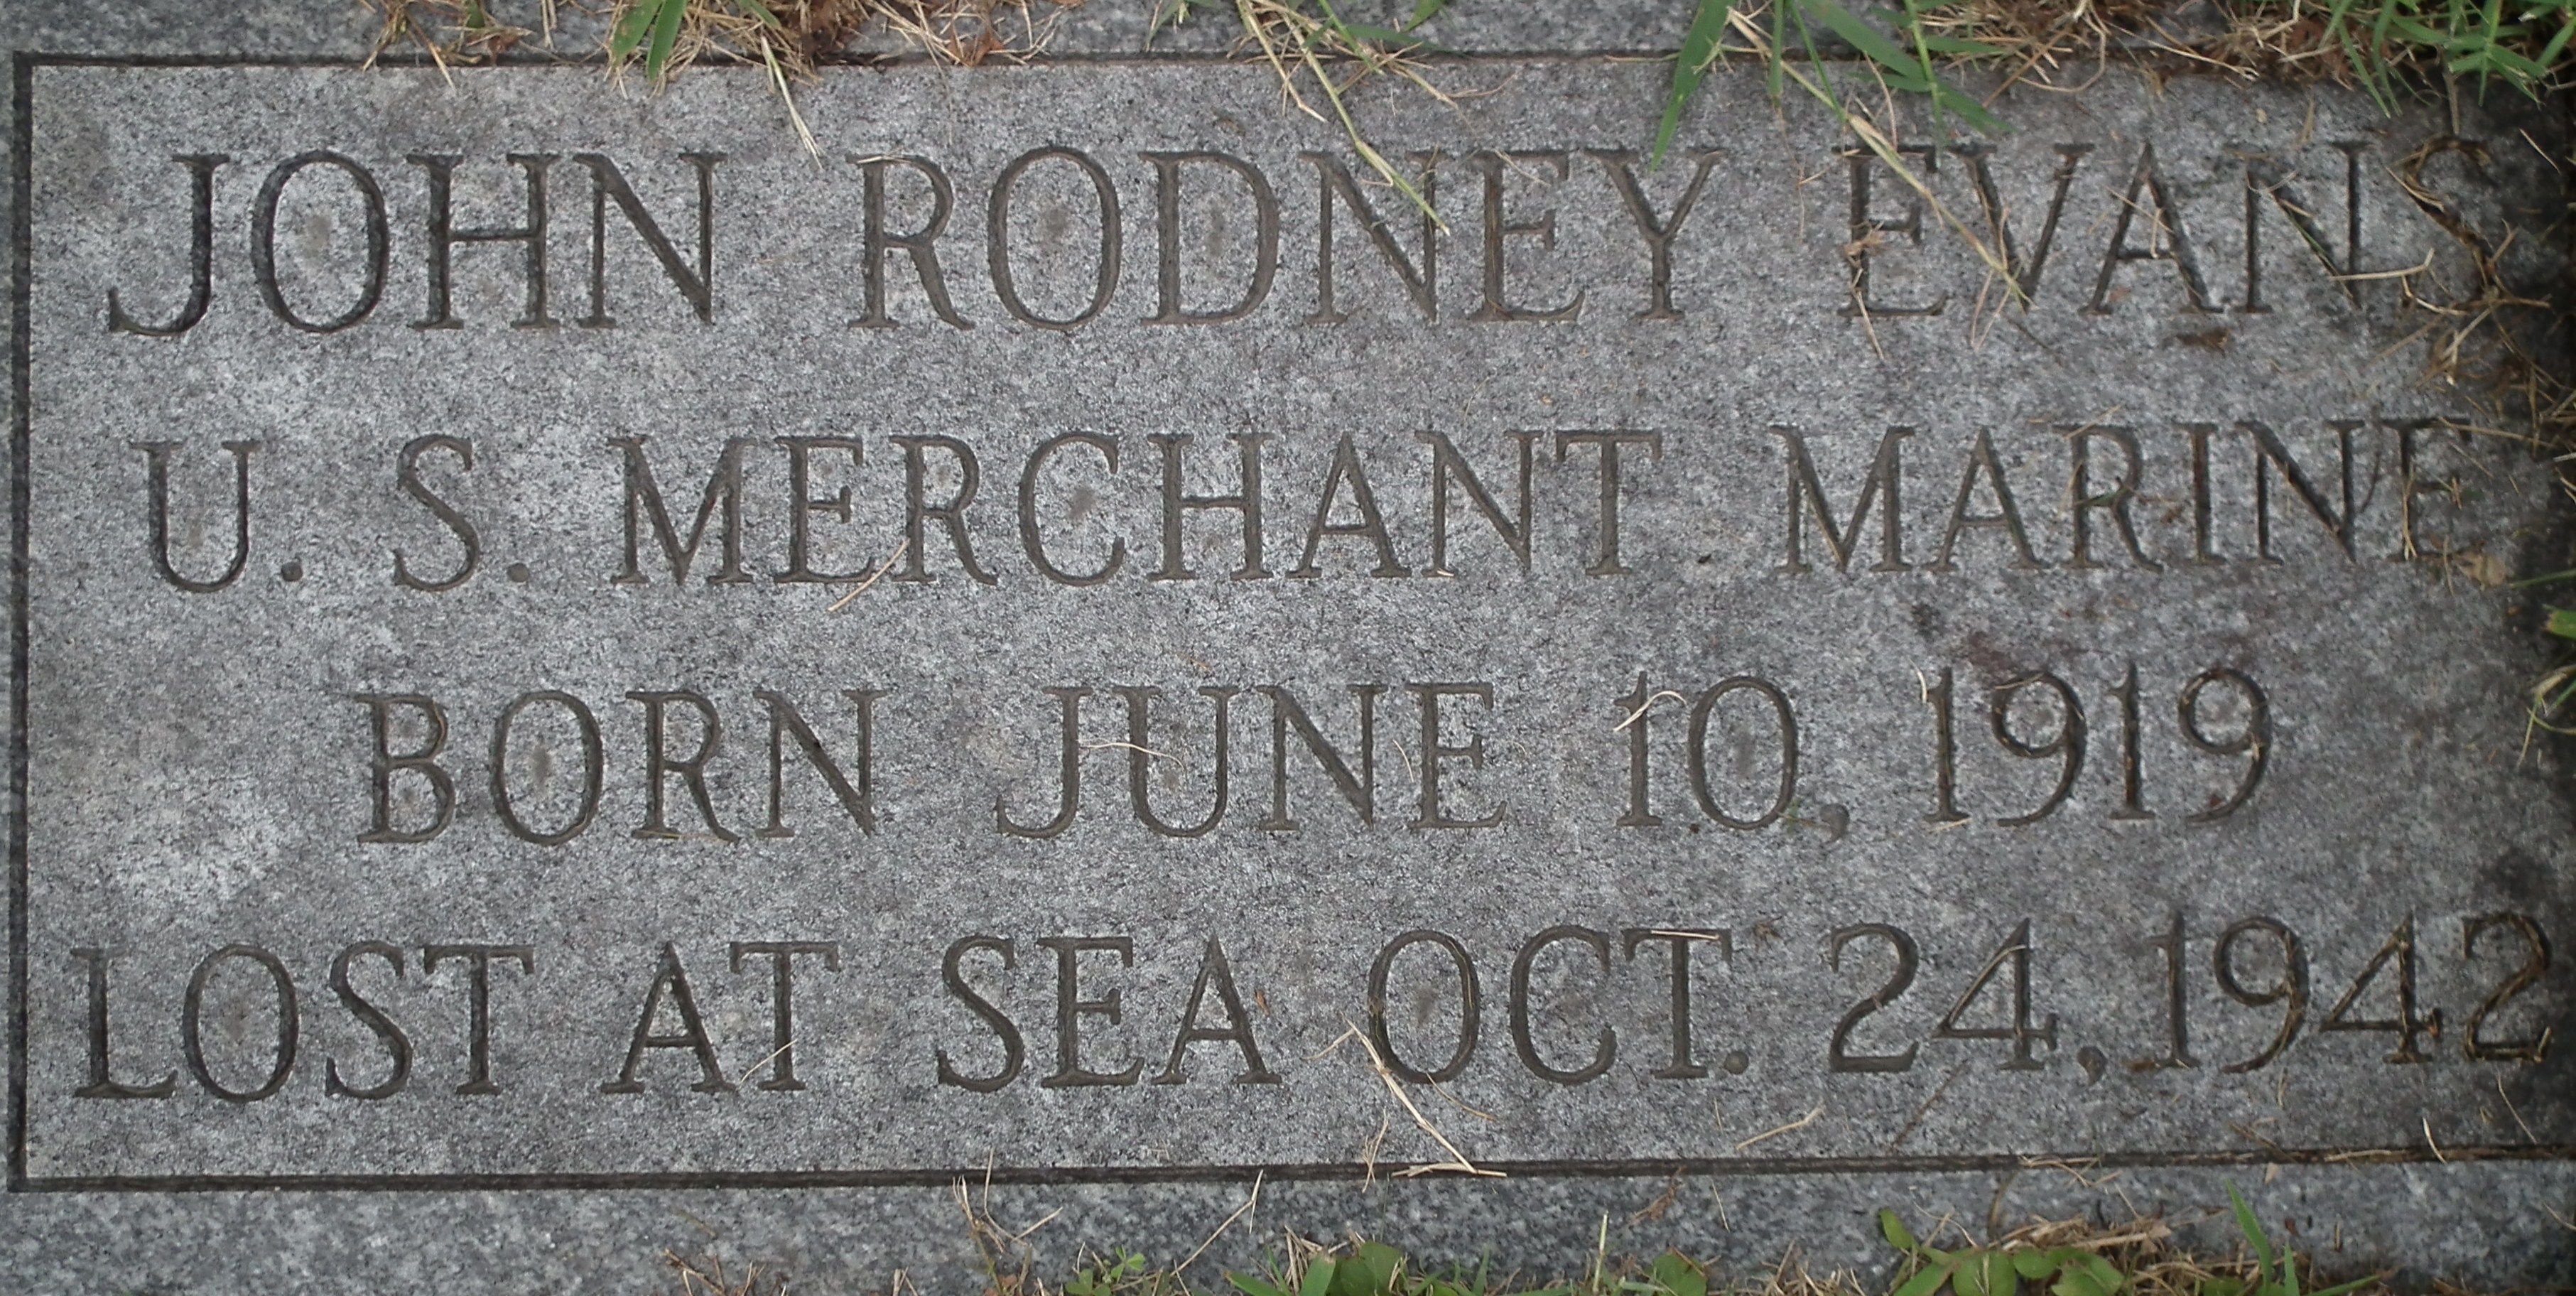 JOHN RODNEY EVANS
U. S. MERCHANT MARINE
BORN JUNE 10, 1919
LOST AT SEA OCT. 24, 1942